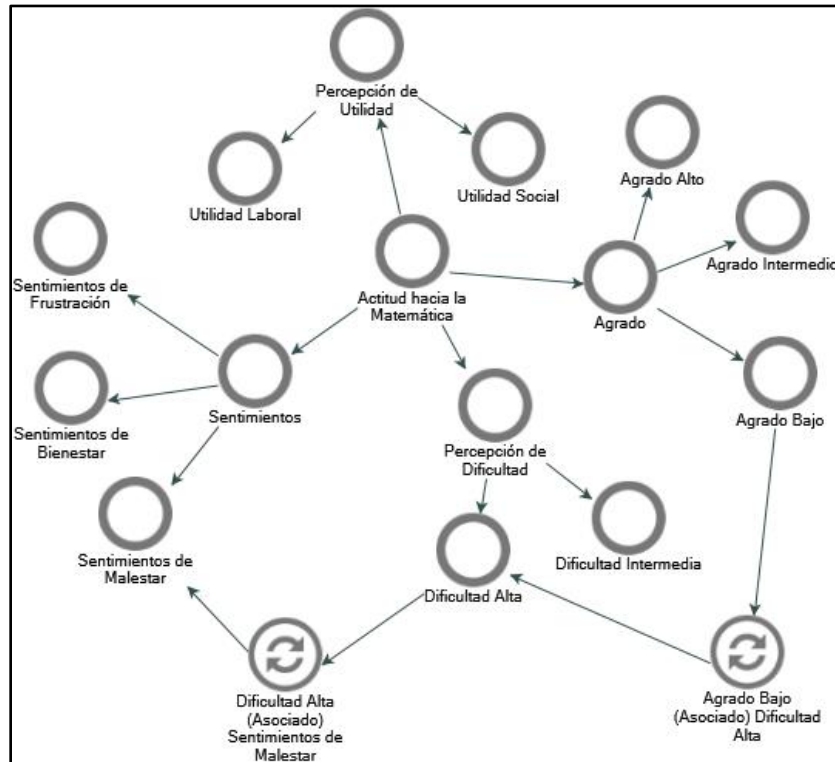 Percepción de
Utilidad
Utilidad Laboral
Utilidad Social
Agrado Alto
Agrado Intermedio
Agrado
Actitud hacia la
Matemática
Sentimientos de
Frustración
Sentimientos
Sentimientos de
Bienestar
Agrado Bajo
Percepción de
Dificultad
Sentimientos de
Malestar
Dificultad Alta
Dificultad Intermedia
Dificultad Alta
(Asociado)
Sentimientos de
Malestar
Agrado Bajo
(Asociado) Dificultad
Alta